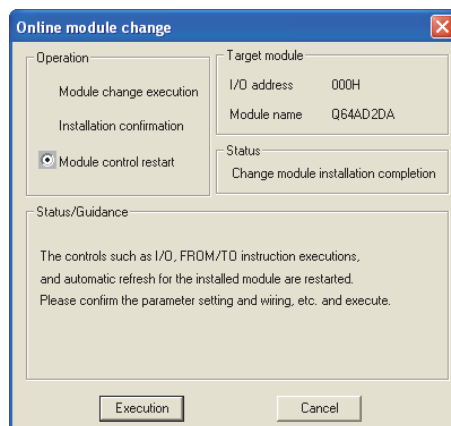 Online module change
Operation
Module change execution
Installation confirmation
Module control restart
Target module
I/O address 000H
Module name Q64AD2DA
Status
Change module installation completion
Status/Guidance
The controls such as I/O, FROM/TO instruction executions,
and automatic refresh for the installed module are restarted.
Please confirm the parameter setting and wiring, etc. and execute.
Execution
Cancel